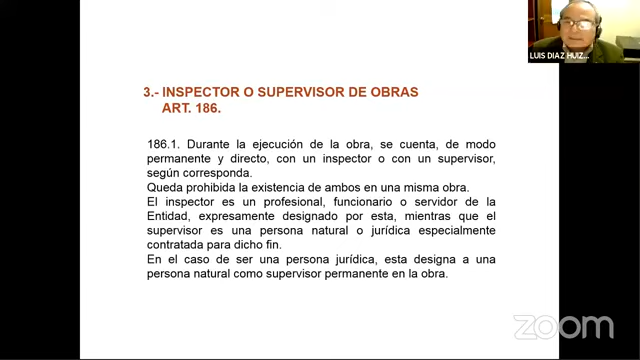 LUIS DIAZ HUIZ...
3.- INSPECTOR O SUPERVISOR DE OBRAS
ART. 186.
186.1. Durante la ejecución de la obra, se cuenta, de modo
permanente y directo, con un inspector o con un supervisor,
según corresponda.
Queda prohibida la existencia de ambos en una misma obra.
El inspector es un profesional, funcionario o servidor de la
Entidad, expresamente designado por esta, mientras que el
supervisor es una persona natural o jurídica especialmente
contratada para dicho fin.
En el caso de ser una persona jurídica, esta designa a una
persona natural como supervisor permanente en la obra.
zoom